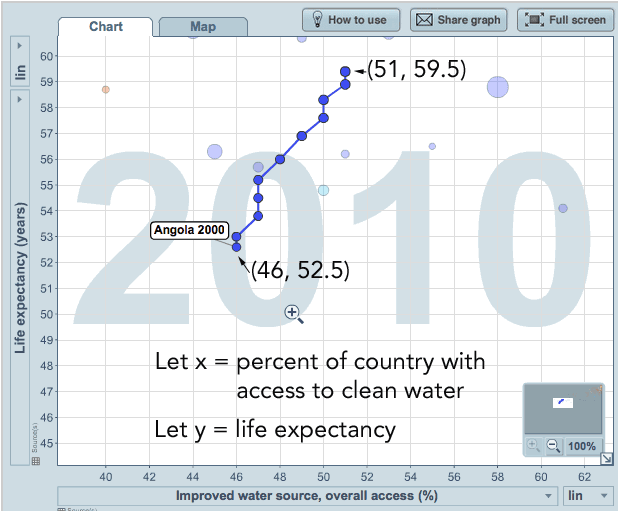 Chart
Map
How to use
Share graph
Full screen
lin
Life expectancy (years)
Source(s)
60
59
58
57
56
55
54
53
52
51
50
49
48
47
46
45
2010
(51, 59.5)
Angola 2000
(46, 52.5)
Let x = percent of country with
access to clean water
Let y = life expectancy
100%
40
42
44
46
48
50
52
54
56
58
60
62
Improved water source, overall access (%)
lin
Source(s)